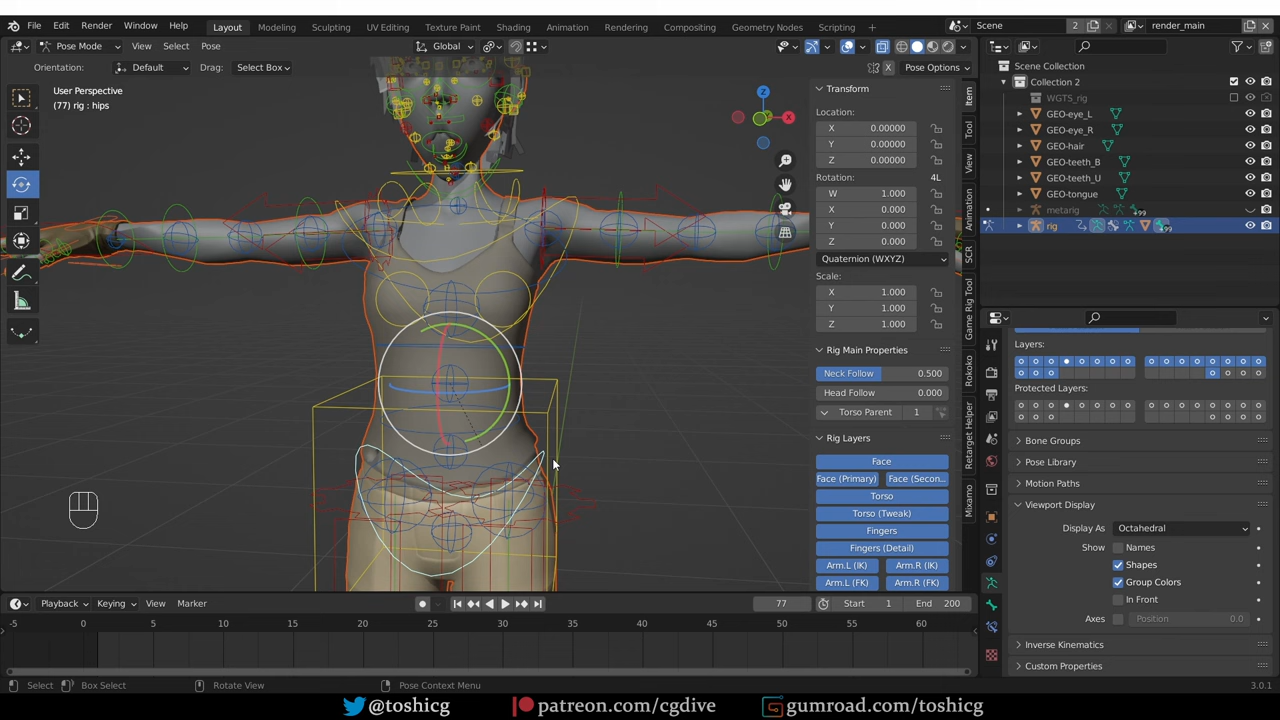 File Edit Render Window Help Layout Modeling Sculpting UV Editing Texture Paint Shading Animation Rendering Compositing Geometry Nodes Scripting + Scene 2 render_main
Pose Mode View Select Pose Global
Orientation: Default Drag: Select Box X Pose Options
User Perspective
(77) rig : hips
Z
X
Transform
Location:
X 0.00000
Y 0.00000
Z 0.00000
Rotation: 4L
W 1.000
X 0.000
Y 0.000
Z 0.000
Quaternion (WXYZ)
Scale:
X 1.000
Y 1.000
Z 1.000
Rig Main Properties
Neck Follow 0.500
Head Follow 0.000
Torso Parent 1
Rig Layers
Face
Face (Primary) Face (Secon...
Torso
Torso (Tweak)
Fingers
Fingers (Detail)
Arm.L (IK) Arm.R (IK)
Arm.L (FK) Arm.R (FK)
Item
Tool
View
Animation
SCR
Game Rig Tool
Rokoko
Retarget Helper
Mixamo
Scene Collection
Collection 2
WGTS_rig
GEO-eye_L
GEO-eye_R
GEO-hair
GEO-teeth_B
GEO-teeth_U
GEO-tongue
metarig +99
rig +99
Layers:
Protected Layers:
Bone Groups
Pose Library
Motion Paths
Viewport Display
Display As Octahedral
Show Names
Shapes
Group Colors
In Front
Axes Position 0.0
Inverse Kinematics
Custom Properties
Playback Keying View Marker 77 Start 1 End 200
-5 0 5 10 15 20 25 30 35 40 45 50 55 60
Select Box Select Rotate View Pose Context Menu 3.0.1
@toshicg patreon.com/cgdive gumroad.com/toshicg